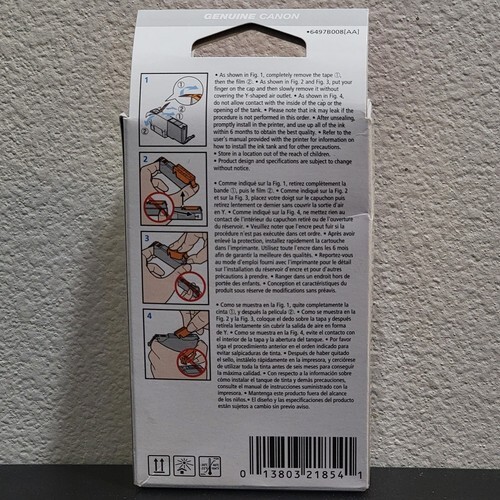 GENUINE CANON
•6497B008[AA]
1
• As shown in Fig. 1, completely remove the tape ①,
then the film ②. • As shown in Fig. 2 and Fig. 3, put your
finger on the cap and then slowly remove it without
covering the Y-shaped air outlet. • As shown in Fig. 4,
do not allow contact with the inside of the cap or the
opening of the tank. • Please note that ink may leak if the
procedure is not performed in this order. • After unsealing,
promptly install in the printer, and use up all of the ink
within 6 months to obtain the best quality. • Refer to the
user's manual provided with the printer for information on
how to install the ink tank and for other precautions.
• Store in a location out of the reach of children.
• Product design and specifications are subject to change
without notice.
2
• Comme indiqué sur la Fig. 1, retirez complètement la
bande ①, puis le film ②. • Comme indiqué sur la Fig. 2
et sur la Fig. 3, placez votre doigt sur le capuchon puis
retirez lentement ce dernier sans couvrir la sortie d'air
en Y. • Comme indiqué sur la Fig. 4, ne mettez rien au
contact de l'intérieur du capuchon retiré ou de l'ouverture
du réservoir. • Veuillez noter que l'encre peut fuir si la
procédure n'est pas exécutée dans cet ordre. • Après avoir
enlevé la protection, installez rapidement la cartouche
dans l'imprimante. Utilisez toute l'encre dans les 6 mois
afin de garantir la meilleure des qualités. • Reportez-vous
au mode d'emploi fourni avec l'imprimante pour le détail
sur l'installation du réservoir d'encre et pour d'autres
précautions à prendre. • Ranger dans un endroit hors de
portée des enfants. • Conception et caractéristiques du
produit sous réserve de modifications sans préavis.
3
4
• Como se muestra en la Fig. 1, quite completamente la
cinta ①, y después la película ②. • Como se muestra en la
Fig. 2 y la Fig. 3, coloque el dedo sobre la tapa y después
retírela lentamente sin cubrir la salida de aire en forma
de Y. • Como se muestra en la Fig. 4, evite el contacto con
el interior de la tapa y la abertura del tanque. • Por favor
siga el procedimiento anterior en el orden indicado para
evitar salpicaduras de tinta. • Después de haber quitado
el sello, instálelo rápidamente en la impresora, y cerciórese
de utilizar toda la tinta antes de seis meses para conseguir
la máxima calidad. • Con respecto a la información sobre
cómo instalar el tanque de tinta y demás precauciones,
consulte el manual de instrucciones suministrado con la
impresora. • Mantenga este producto fuera del alcance
de los niños.• El diseño y las especificaciones del producto
están sujetos a cambio sin previo aviso.
0 13803 21854 1